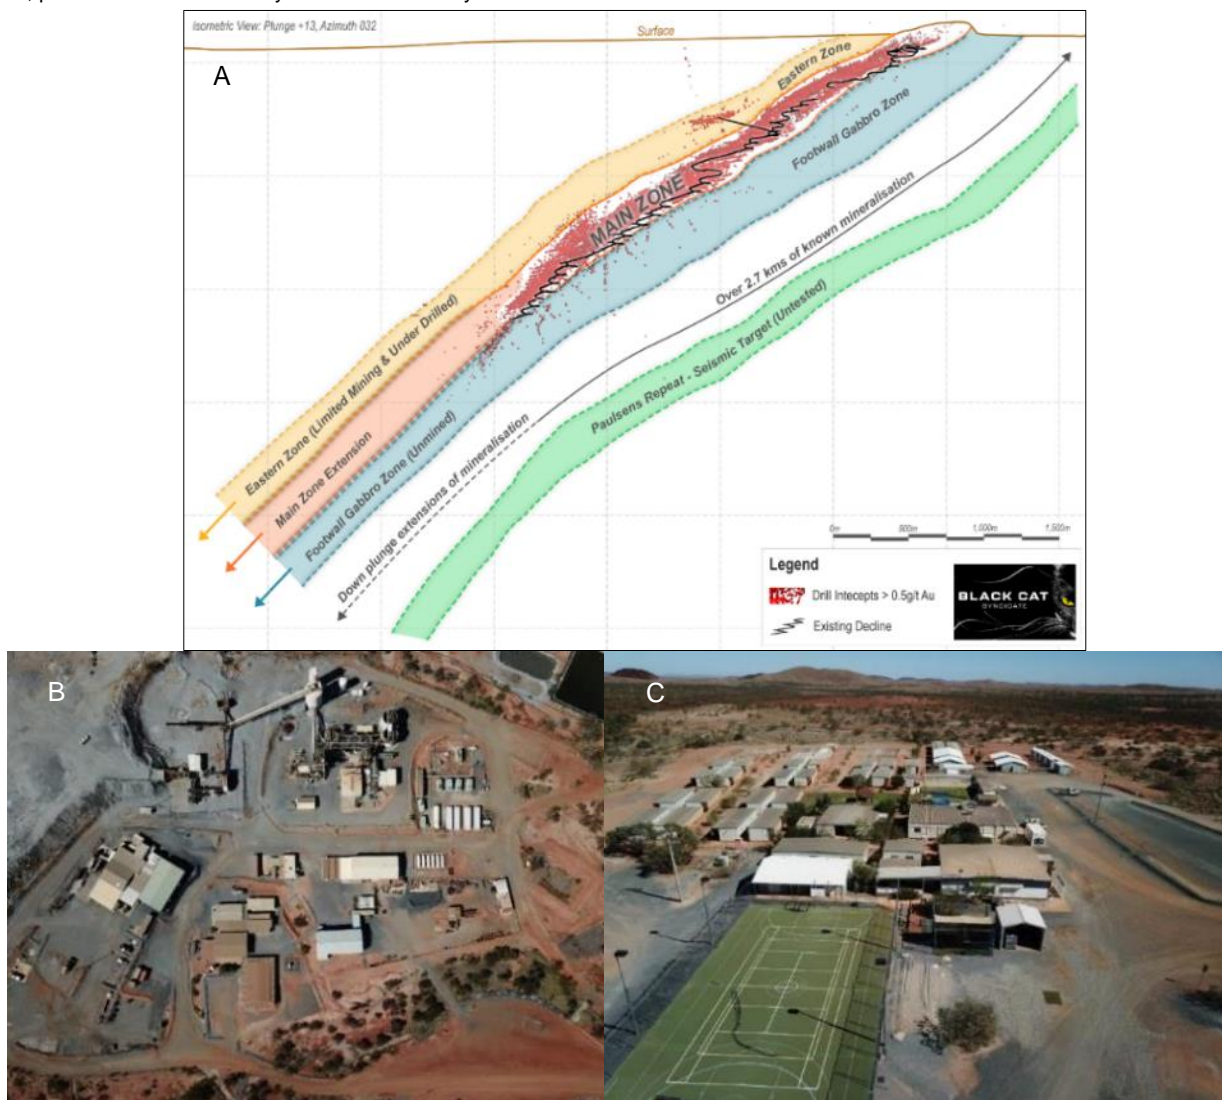 Isometric View: Plunge +13, Azimuth 032
Surface
A
Eastern Zone
Footwall Gabbro Zone
MAIN ZONE
Over 2.7 kms of known mineralisation
Paulsens Repeat - Seismic Target (Untested)
Eastern Zone (Limited Mining & Under Drilled)
Main Zone Extension
Footwall Gabbro Zone (Unmined)
Down plunge extensions of mineralisation
0m 500m 1,000m 1,500m
Legend
Drill Intecepts > 0.5g/t Au
Existing Decline
BLACK CAT
SYNDICATE
B
C